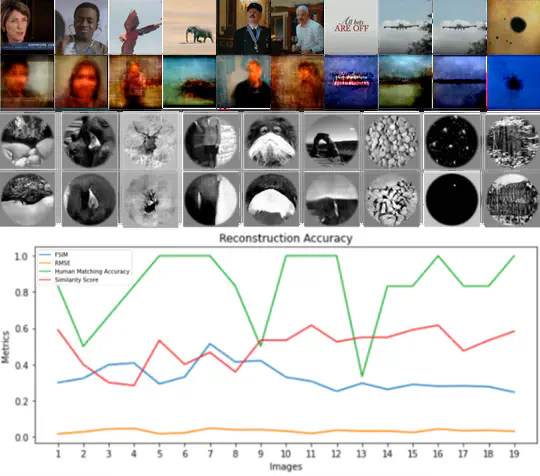 All bets
ARE OFF
Reconstruction Accuracy
FSIM
RMSE
Human Matching Accuracy
Similarity Score
Metrics
1.0
0.8
0.6
0.4
0.2
0.0
1 2 3 4 5 6 7 8 9 10 11 12 13 14 15 16 17 18 19
Images